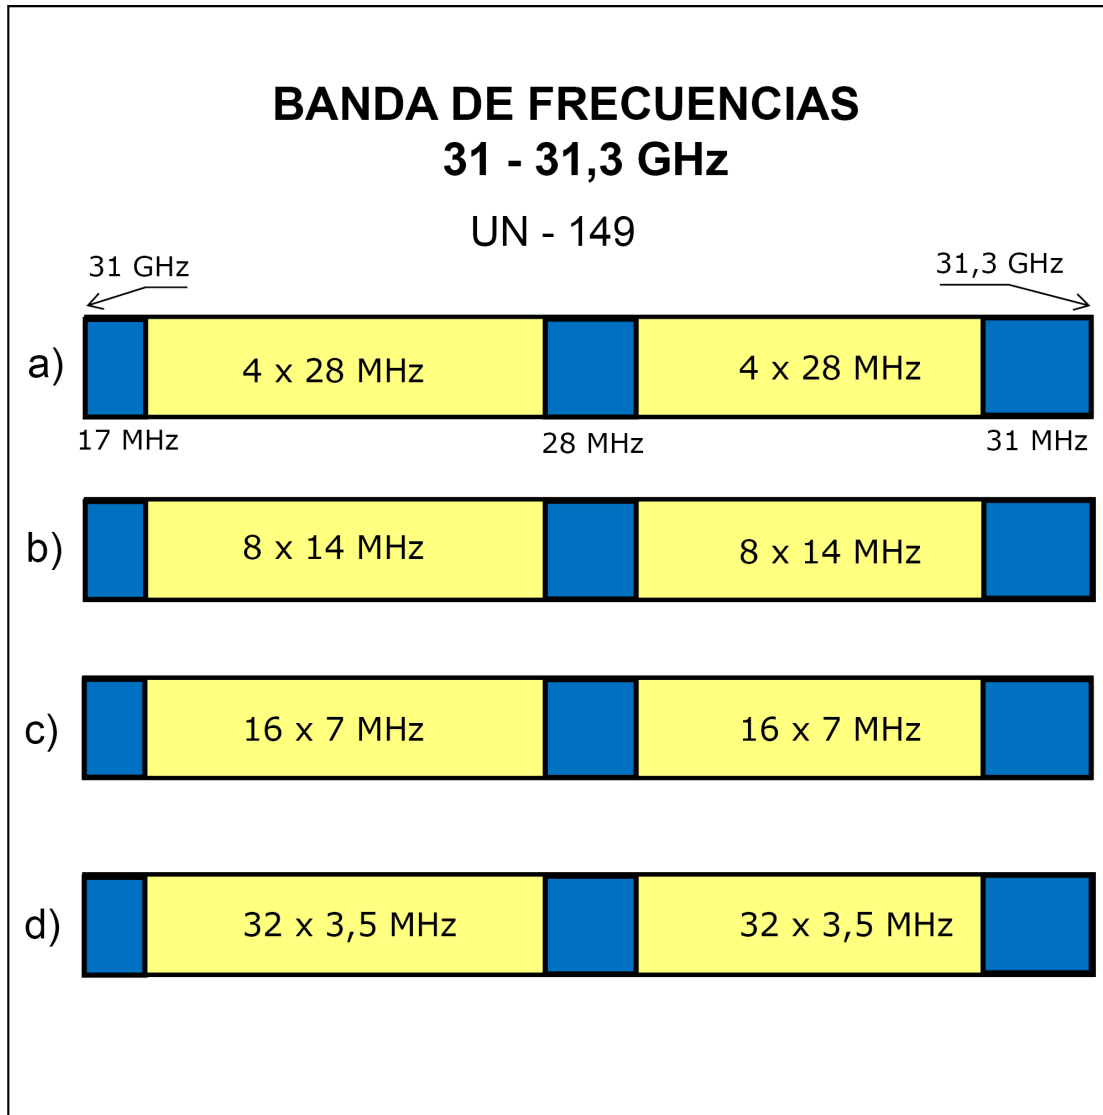 BANDA DE FRECUENCIAS
31 - 31,3 GHz
UN - 149
31 GHz
31,3 GHz
a)
4 x 28 MHz
4 x 28 MHz
17 MHz
28 MHz
31 MHz
b)
8 x 14 MHz
8 x 14 MHz
c)
16 x 7 MHz
16 x 7 MHz
d)
32 x 3,5 MHz
32 x 3,5 MHz